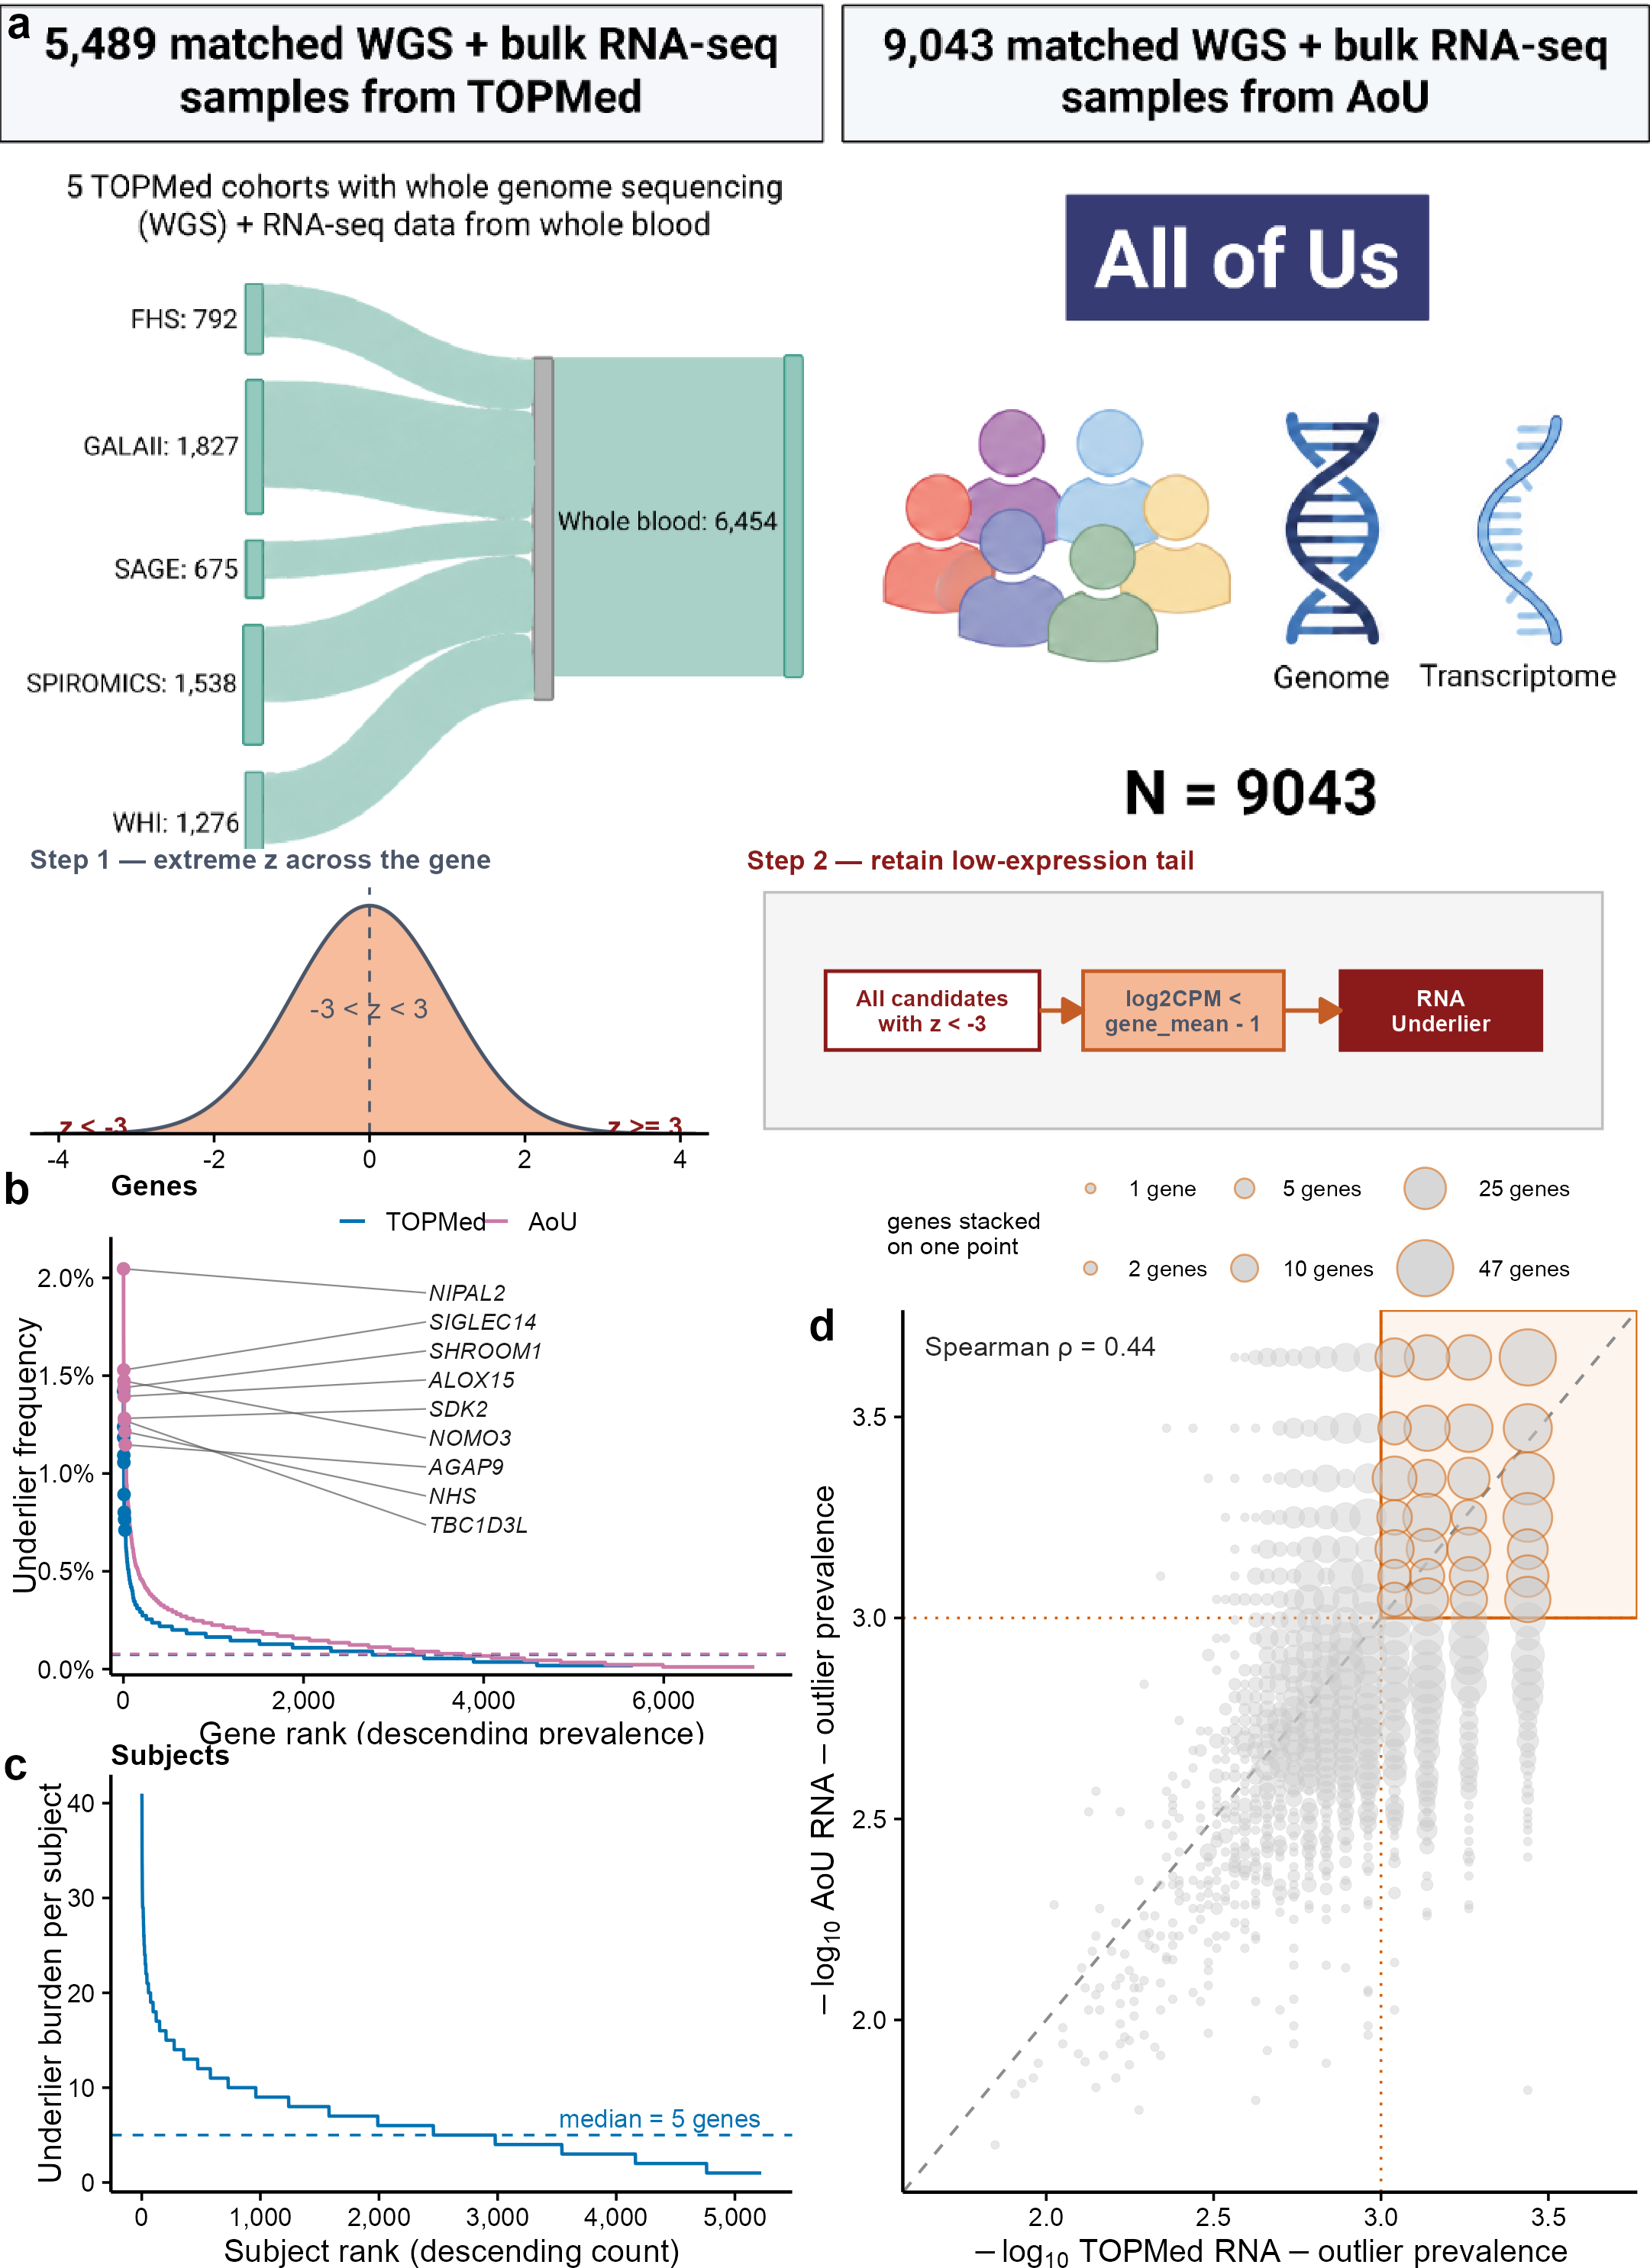 a
5,489 matched WGS + bulk RNA-seq
samples from TOPMed
9,043 matched WGS + bulk RNA-seq
samples from AoU
5 TOPMed cohorts with whole genome sequencing
(WGS) + RNA-seq data from whole blood
FHS: 792
GALAII: 1,827
SAGE: 675
SPIROMICS: 1,538
WHI: 1,276
Whole blood: 6,454
All of Us
Genome
Transcriptome
N = 9043
Step 1 — extreme z across the gene
-3 < z < 3
z < -3
z >= 3
-4
-2
0
2
4
Step 2 — retain low-expression tail
All candidates
with z < -3
log2CPM <
gene_mean - 1
RNA
Underlier
b
Genes
TOPMed
AoU
Underlier frequency
2.0%
1.5%
1.0%
0.5%
0.0%
NIPAL2
SIGLEC14
SHROOM1
ALOX15
SDK2
NOMO3
AGAP9
NHS
TBC1D3L
0
2,000
4,000
6,000
Gene rank (descending prevalence)
c
Subjects
Underlier burden per subject
40
30
20
10
0
median = 5 genes
0
1,000
2,000
3,000
4,000
5,000
Subject rank (descending count)
genes stacked
on one point
1 gene
5 genes
25 genes
2 genes
10 genes
47 genes
d
Spearman ρ = 0.44
−log10 AoU RNA − outlier prevalence
3.5
3.0
2.5
2.0
2.0
2.5
3.0
3.5
−log10 TOPMed RNA − outlier prevalence